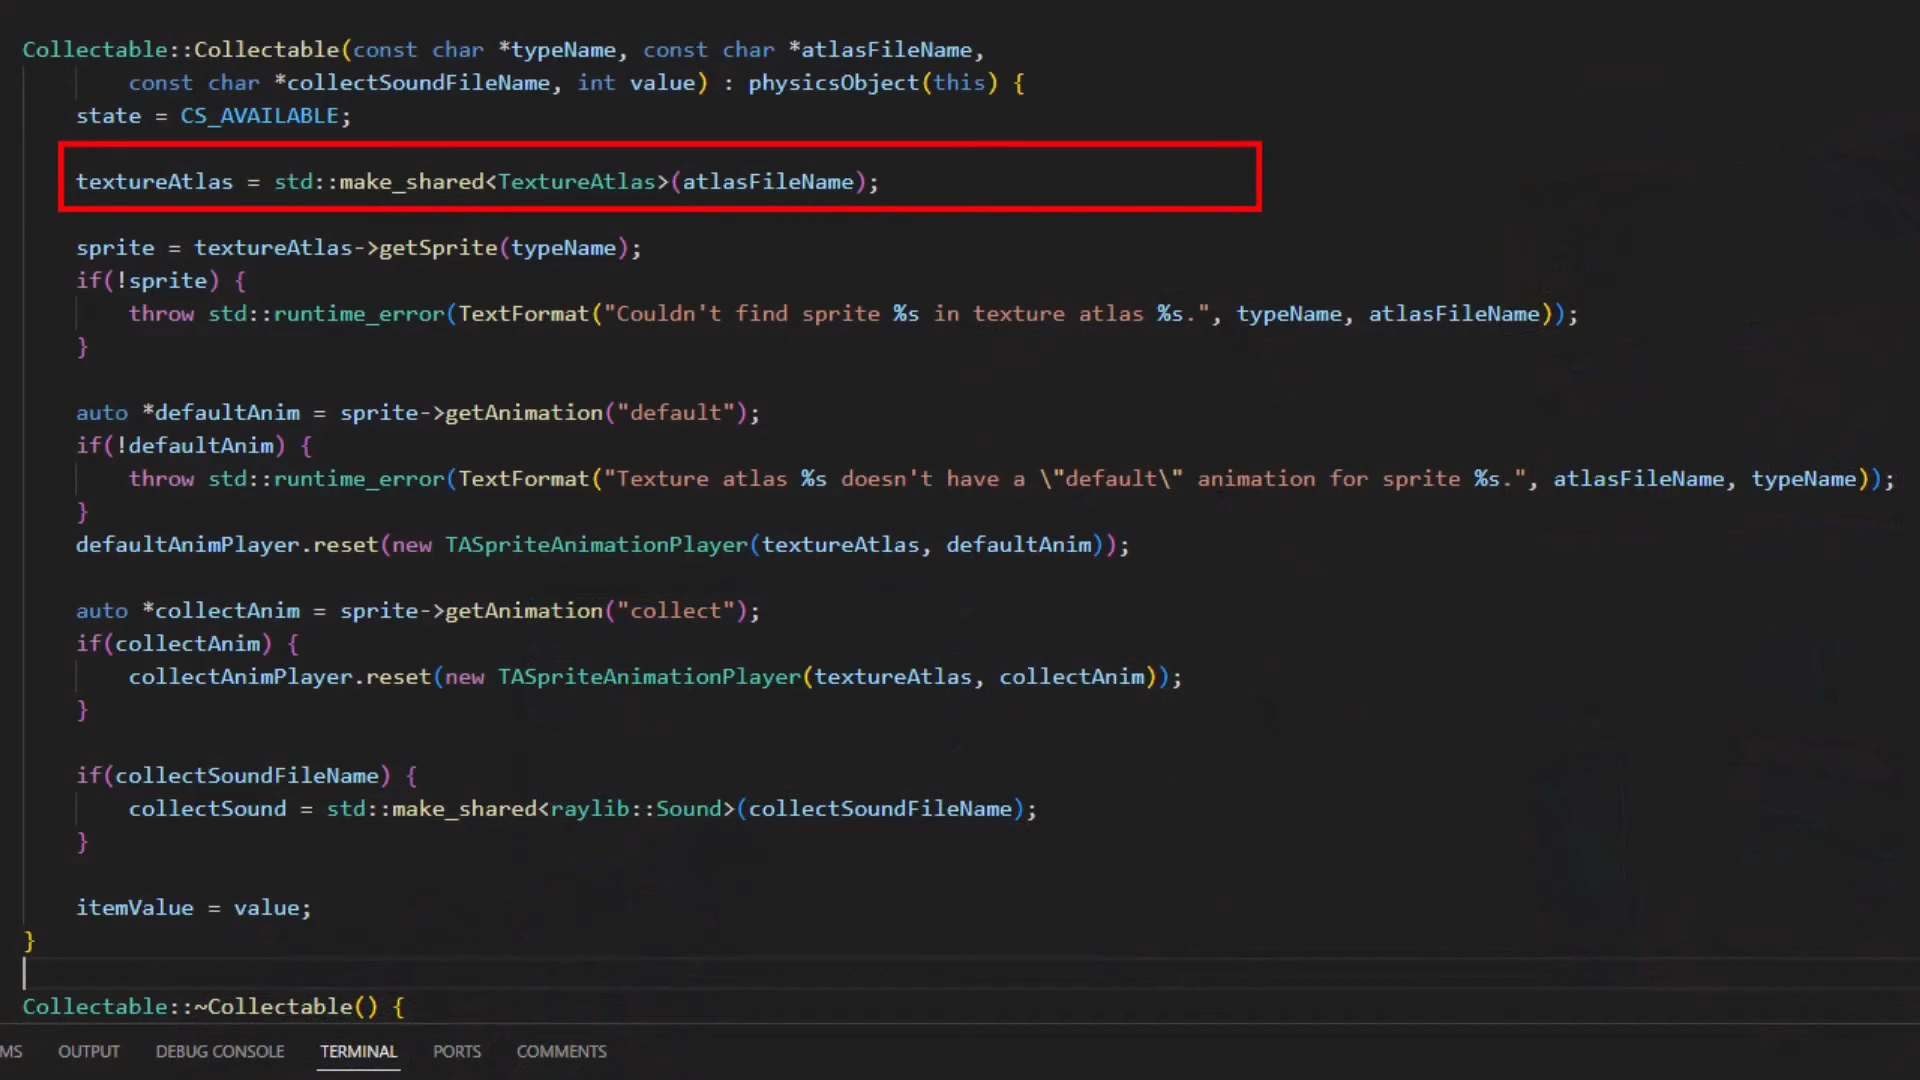 Collectable::Collectable(const char *typeName, const char *atlasFileName,
const char *collectSoundFileName, int value) : physicsObject(this) {
state = CS_AVAILABLE;
textureAtlas = std::make_shared<TextureAtlas>(atlasFileName);
sprite = textureAtlas->getSprite(typeName);
if(!sprite) {
throw std::runtime_error(TextFormat("Couldn't find sprite %s in texture atlas %s.", typeName, atlasFileName));
}
auto *defaultAnim = sprite->getAnimation("default");
if(!defaultAnim) {
throw std::runtime_error(TextFormat("Texture atlas %s doesn't have a \"default\" animation for sprite %s.", atlasFileName, typeName));
}
defaultAnimPlayer.reset(new TASpriteAnimationPlayer(textureAtlas, defaultAnim));
auto *collectAnim = sprite->getAnimation("collect");
if(collectAnim) {
collectAnimPlayer.reset(new TASpriteAnimationPlayer(textureAtlas, collectAnim));
}
if(collectSoundFileName) {
collectSound = std::make_shared<raylib::Sound>(collectSoundFileName);
}
itemValue = value;
}
Collectable::~Collectable() {
MS OUTPUT DEBUG CONSOLE TERMINAL PORTS COMMENTS